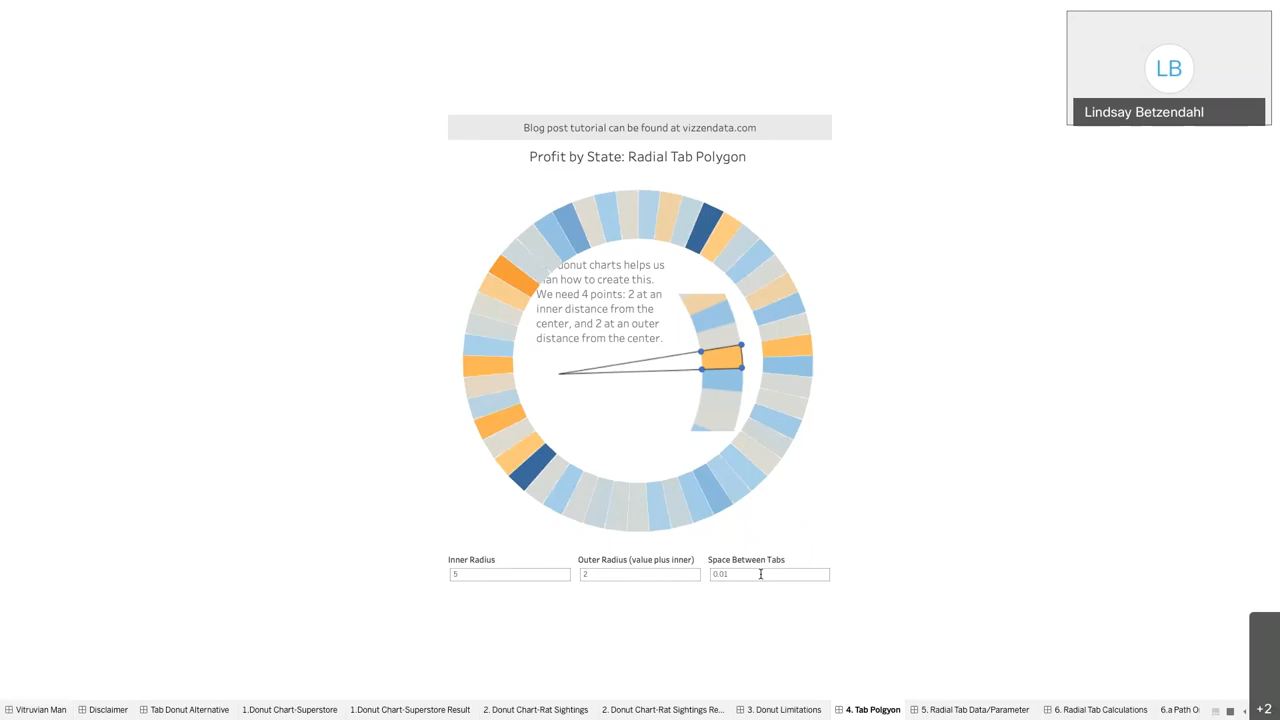 LB
Lindsay Betzendahl
Blog post tutorial can be found at vizzendata.com
Profit by State: Radial Tab Polygon
donut charts helps us
how to create this.
We need 4 points: 2 at an
inner distance from the
center, and 2 at an outer
distance from the center.
Inner Radius
Outer Radius (value plus inner)
Space Between Tabs
5
2
0.01
Vitruvian Man
Disclaimer
Tab Donut Alternative
1.Donut Chart-Superstore
1.Donut Chart-Superstore Result
2. Donut Chart-Rat Sightings
2. Donut Chart-Rat Sightings Re...
3. Donut Limitations
4. Tab Polgyon
5. Radial Tab Data/Parameter
6. Radial Tab Calculations
6.a Path O
+2